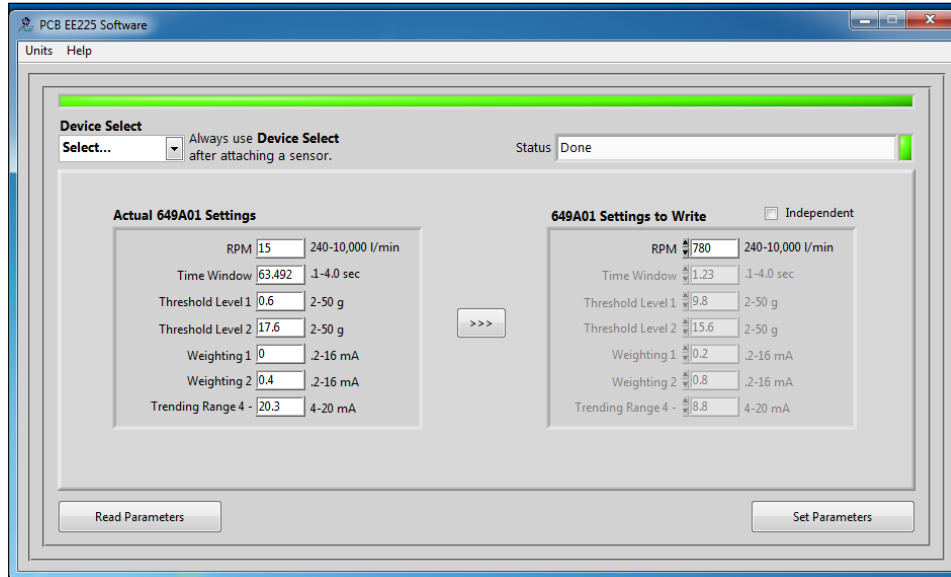 PCB EE225 Software
Units Help
Device Select
Select...
Always use Device Select
after attaching a sensor.
Status Done
Actual 649A01 Settings
RPM 15 240-10,000 l/min
Time Window 63.492 .1-4.0 sec
Threshold Level 1 0.6 2-50 g
Threshold Level 2 17.6 2-50 g
Weighting 1 0 .2-16 mA
Weighting 2 0.4 .2-16 mA
Trending Range 4 - 20.3 4-20 mA
>>>
649A01 Settings to Write Independent
RPM 780 240-10,000 l/min
Time Window 1.23 .1-4.0 sec
Threshold Level 1 9.8 2-50 g
Threshold Level 2 15.6 2-50 g
Weighting 1 0.2 .2-16 mA
Weighting 2 0.8 .2-16 mA
Trending Range 4 - 8.8 4-20 mA
Read Parameters
Set Parameters